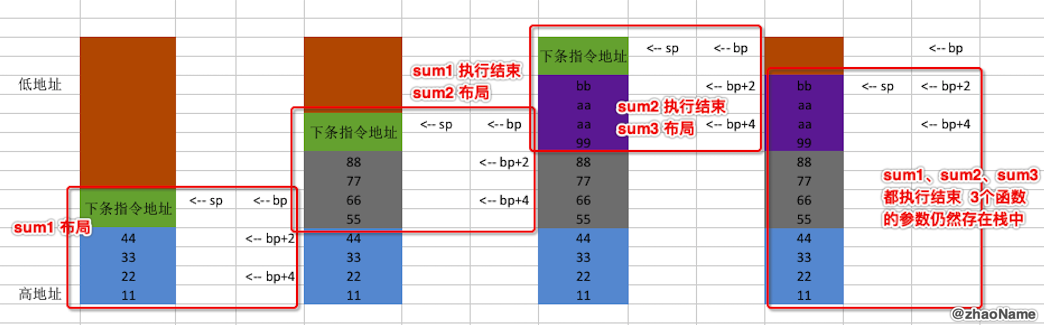 低地址
高地址
下条指令地址
<-- sp
<-- bp
44
<-- bp+2
33
22
<-- bp+4
11
sum1 布局
sum1 执行结束
sum2 布局
下条指令地址
<-- sp
<-- bp
88
<-- bp+2
77
66
<-- bp+4
55
44
33
22
11
下条指令地址
<-- sp
<-- bp
bb
<-- bp+2
aa
aa
<-- bp+4
99
88
77
66
55
44
33
22
11
sum2 执行结束
sum3 布局
<-- bp
bb
<-- sp
<-- bp+2
aa
aa
<-- bp+4
99
88
77
66
55
44
33
22
11
sum1、sum2、sum3
都执行结束 3个函数
的参数仍然存在栈中
@zhaoName